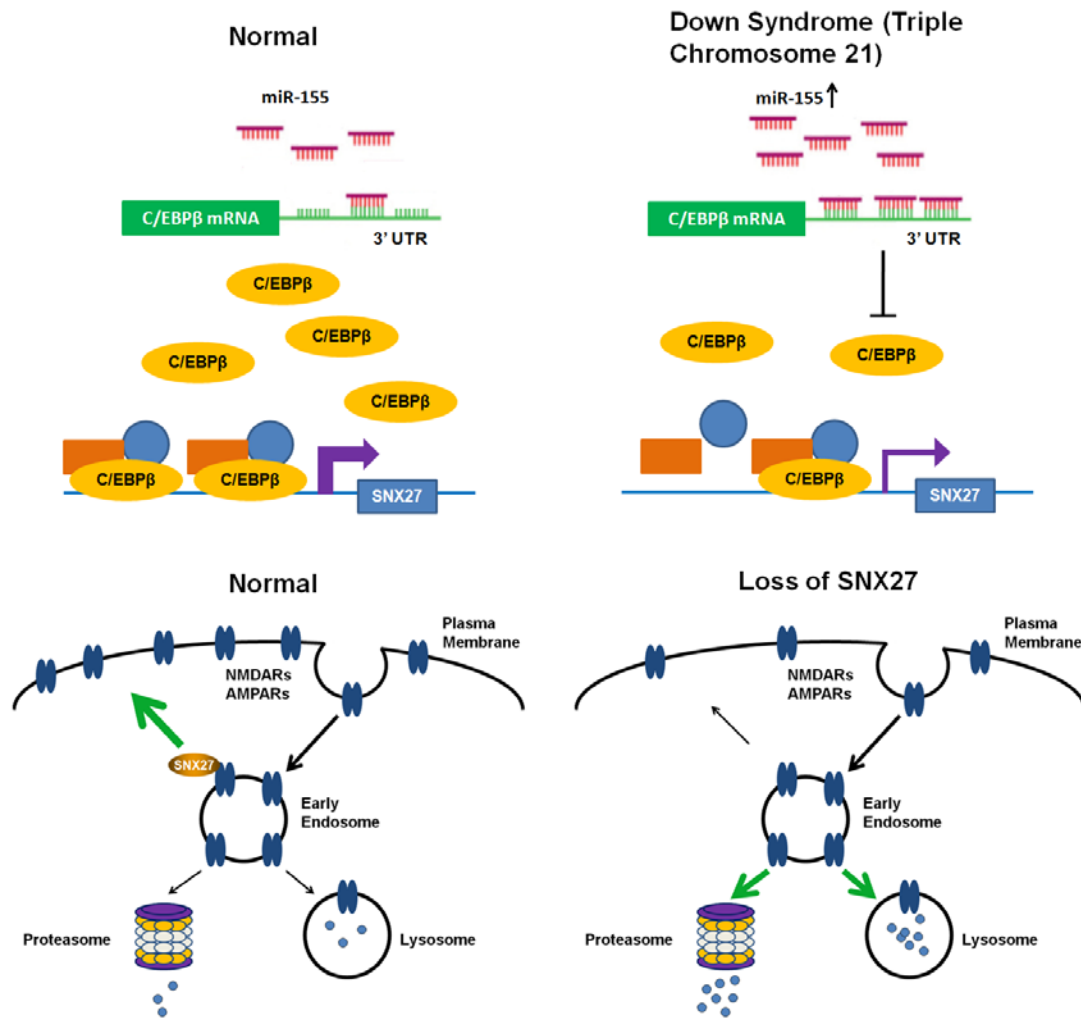 Normal
miR-155
C/EBPβ mRNA
3' UTR
C/EBPβ
C/EBPβ
C/EBPβ
C/EBPβ
C/EBPβ
C/EBPβ
SNX27
Down Syndrome (Triple
Chromosome 21)
miR-155↑
C/EBPβ mRNA
3' UTR
C/EBPβ
C/EBPβ
C/EBPβ
SNX27
Normal
Plasma
Membrane
NMDARs
AMPARs
SNX27
Early
Endosome
Proteasome
Lysosome
Loss of SNX27
Plasma
Membrane
NMDARs
AMPARs
Early
Endosome
Proteasome
Lysosome